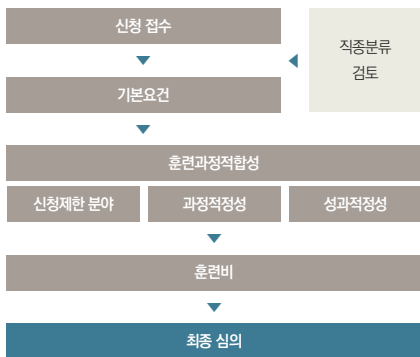 신청 접수
직종분류
검토
기본요건
훈련과정적합성
신청제한 분야
과정적정성
성과적정성
훈련비
최종 심의